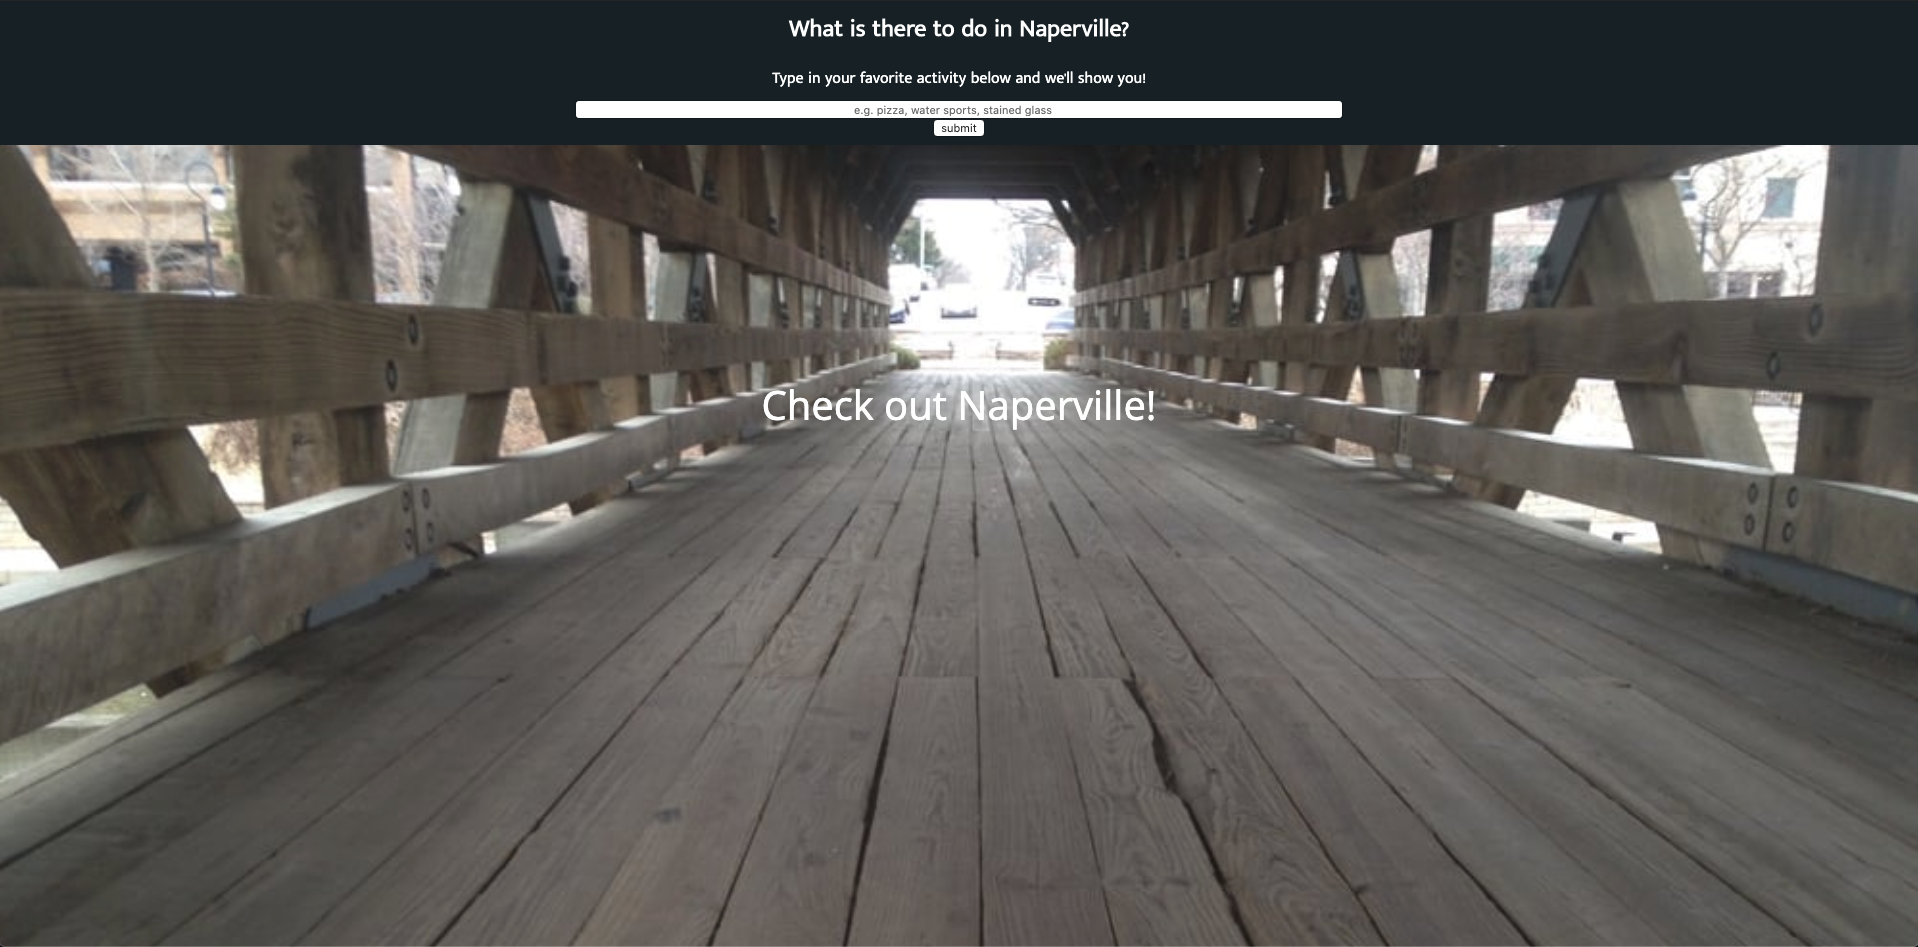 What is there to do in Naperville?
Type in your favorite activity below and we'll show you!
e.g. pizza, water sports, stained glass
submit
Check out Naperville!